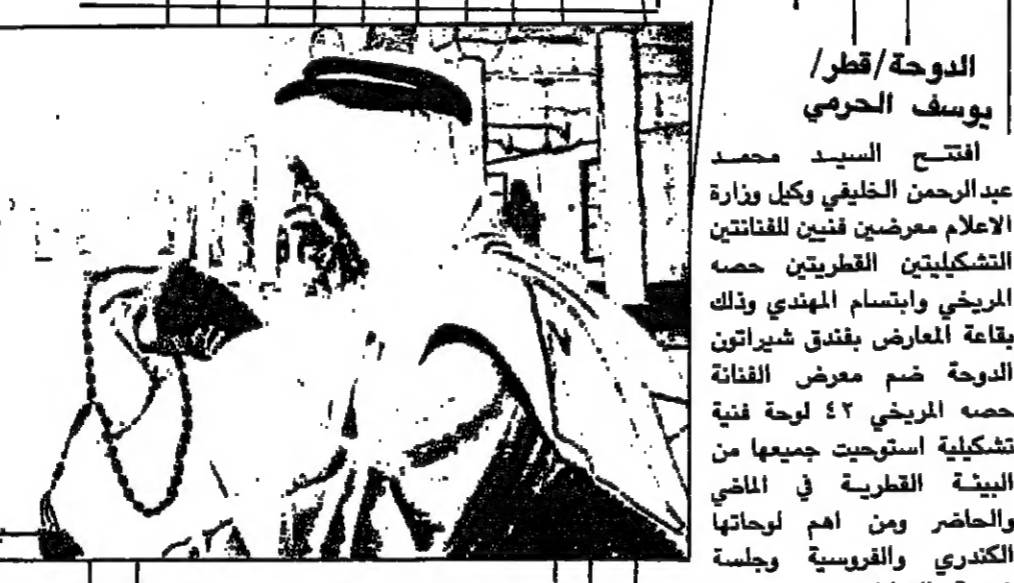 الدوحة/قطر/
يوسف الحرمي
افتتح السيد محمد
عبدالرحمن الخليفي وكيل وزارة
الاعلام معرضين فنيين للفنانتين
التشكيليتين القطريتين حصه
المريخي وابتسام المهندي وذلك
بقاعة المعارض بفندق شيراتون
الدوحة ضم معرض الفنانة
حصه المريخي ٤٢ لوحة فنية
تشكيلية استوحيت جميعها من
البيئة القطرية في الماضي
والحاضر ومن اهم لوحاتها
الكندري والفروسية وجلسة